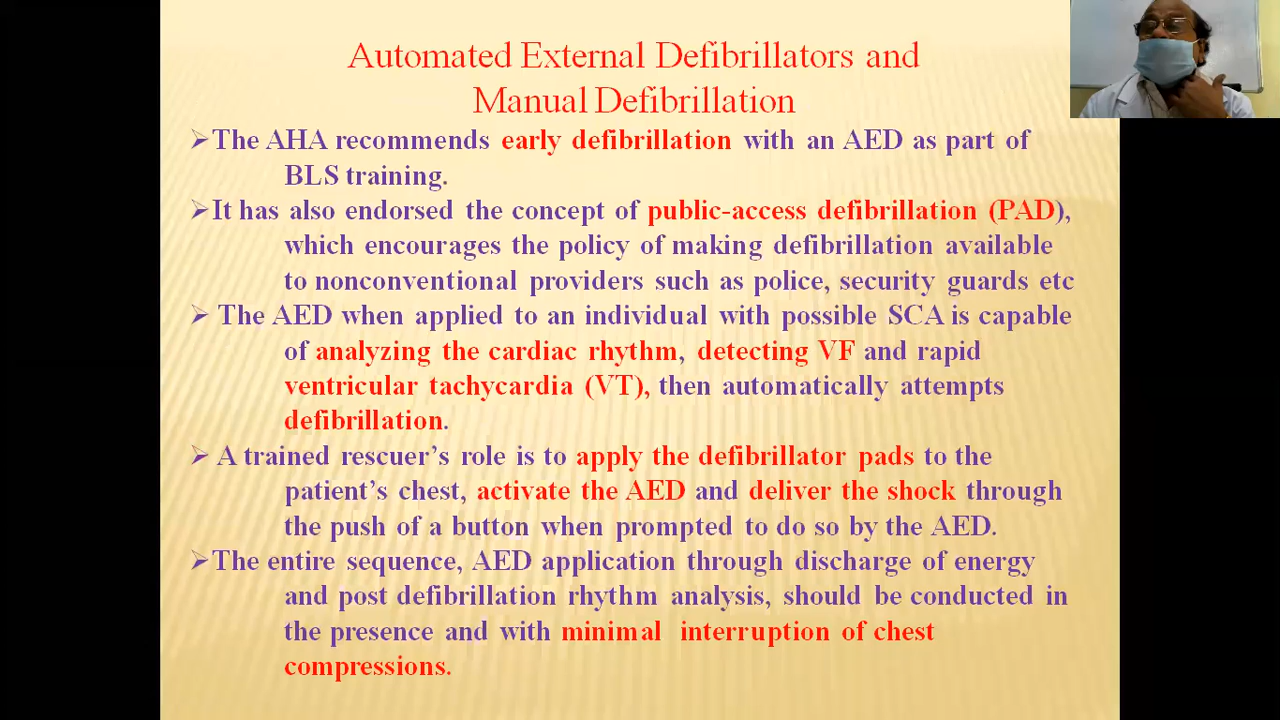 Automated External Defibrillators and
Manual Defibrillation
➢The AHA recommends early defibrillation with an AED as part of
BLS training.
➢It has also endorsed the concept of public-access defibrillation (PAD),
which encourages the policy of making defibrillation available
to nonconventional providers such as police, security guards etc
➢ The AED when applied to an individual with possible SCA is capable
of analyzing the cardiac rhythm, detecting VF and rapid
ventricular tachycardia (VT), then automatically attempts
defibrillation.
➢ A trained rescuer’s role is to apply the defibrillator pads to the
patient’s chest, activate the AED and deliver the shock through
the push of a button when prompted to do so by the AED.
➢The entire sequence, AED application through discharge of energy
and post defibrillation rhythm analysis, should be conducted in
the presence and with minimal interruption of chest
compressions.